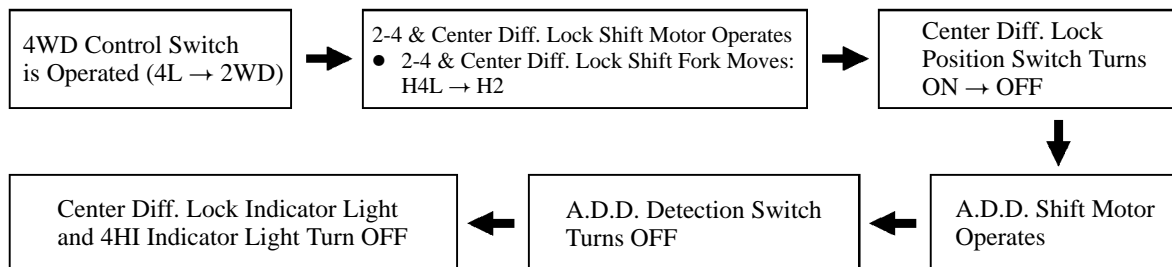 4WD Control Switch
is Operated (4L → 2WD)
2-4 & Center Diff. Lock Shift Motor Operates
● 2-4 & Center Diff. Lock Shift Fork Moves:
H4L → H2
Center Diff. Lock
Position Switch Turns
ON → OFF
A.D.D. Shift Motor
Operates
A.D.D. Detection Switch
Turns OFF
Center Diff. Lock Indicator Light
and 4HI Indicator Light Turn OFF